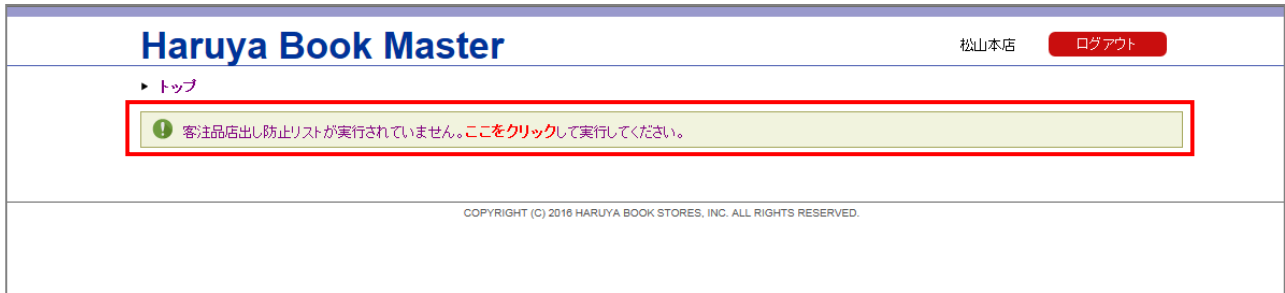 Haruya Book Master
松山本店
ログアウト
トップ
客注品店出し防止リストが実行されていません。ここをクリックして実行してください。
COPYRIGHT (C) 2016 HARUYA BOOK STORES, INC. ALL RIGHTS RESERVED.